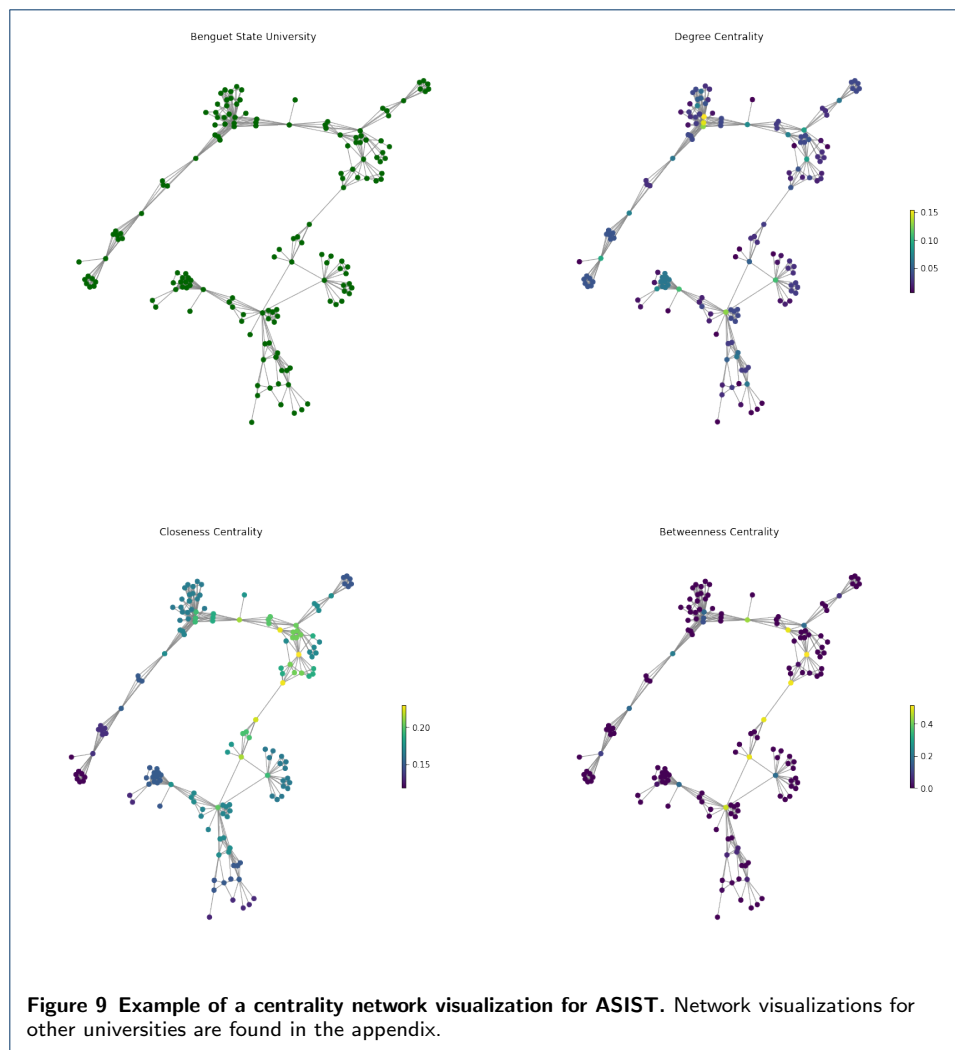 Benguet State University
Degree Centrality
0.15
0.10
0.05
Closeness Centrality
Betweenness Centrality
0.20
0.15
0.4
0.2
0.0
Figure 9 Example of a centrality network visualization for ASIST. Network visualizations for
other universities are found in the appendix.